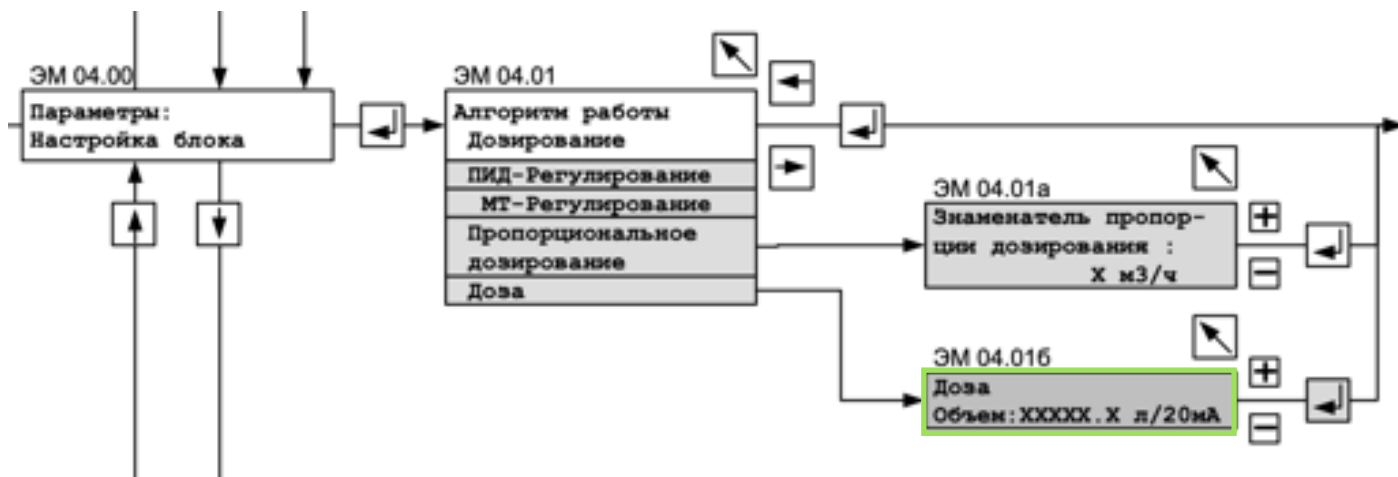 ЭМ 04.00
Параметры:
Настройка блока
ЭМ 04.01
Алгоритм работы
Дозирование
ПИД-Регулирование
МТ-Регулирование
Пропорциональное
дозирование
Доза
ЭМ 04.01а
Знаменатель пропор-
ции дозирования :
X м3/ч
ЭМ 04.01б
Доза
Объем:XXXXX.X л/20мА